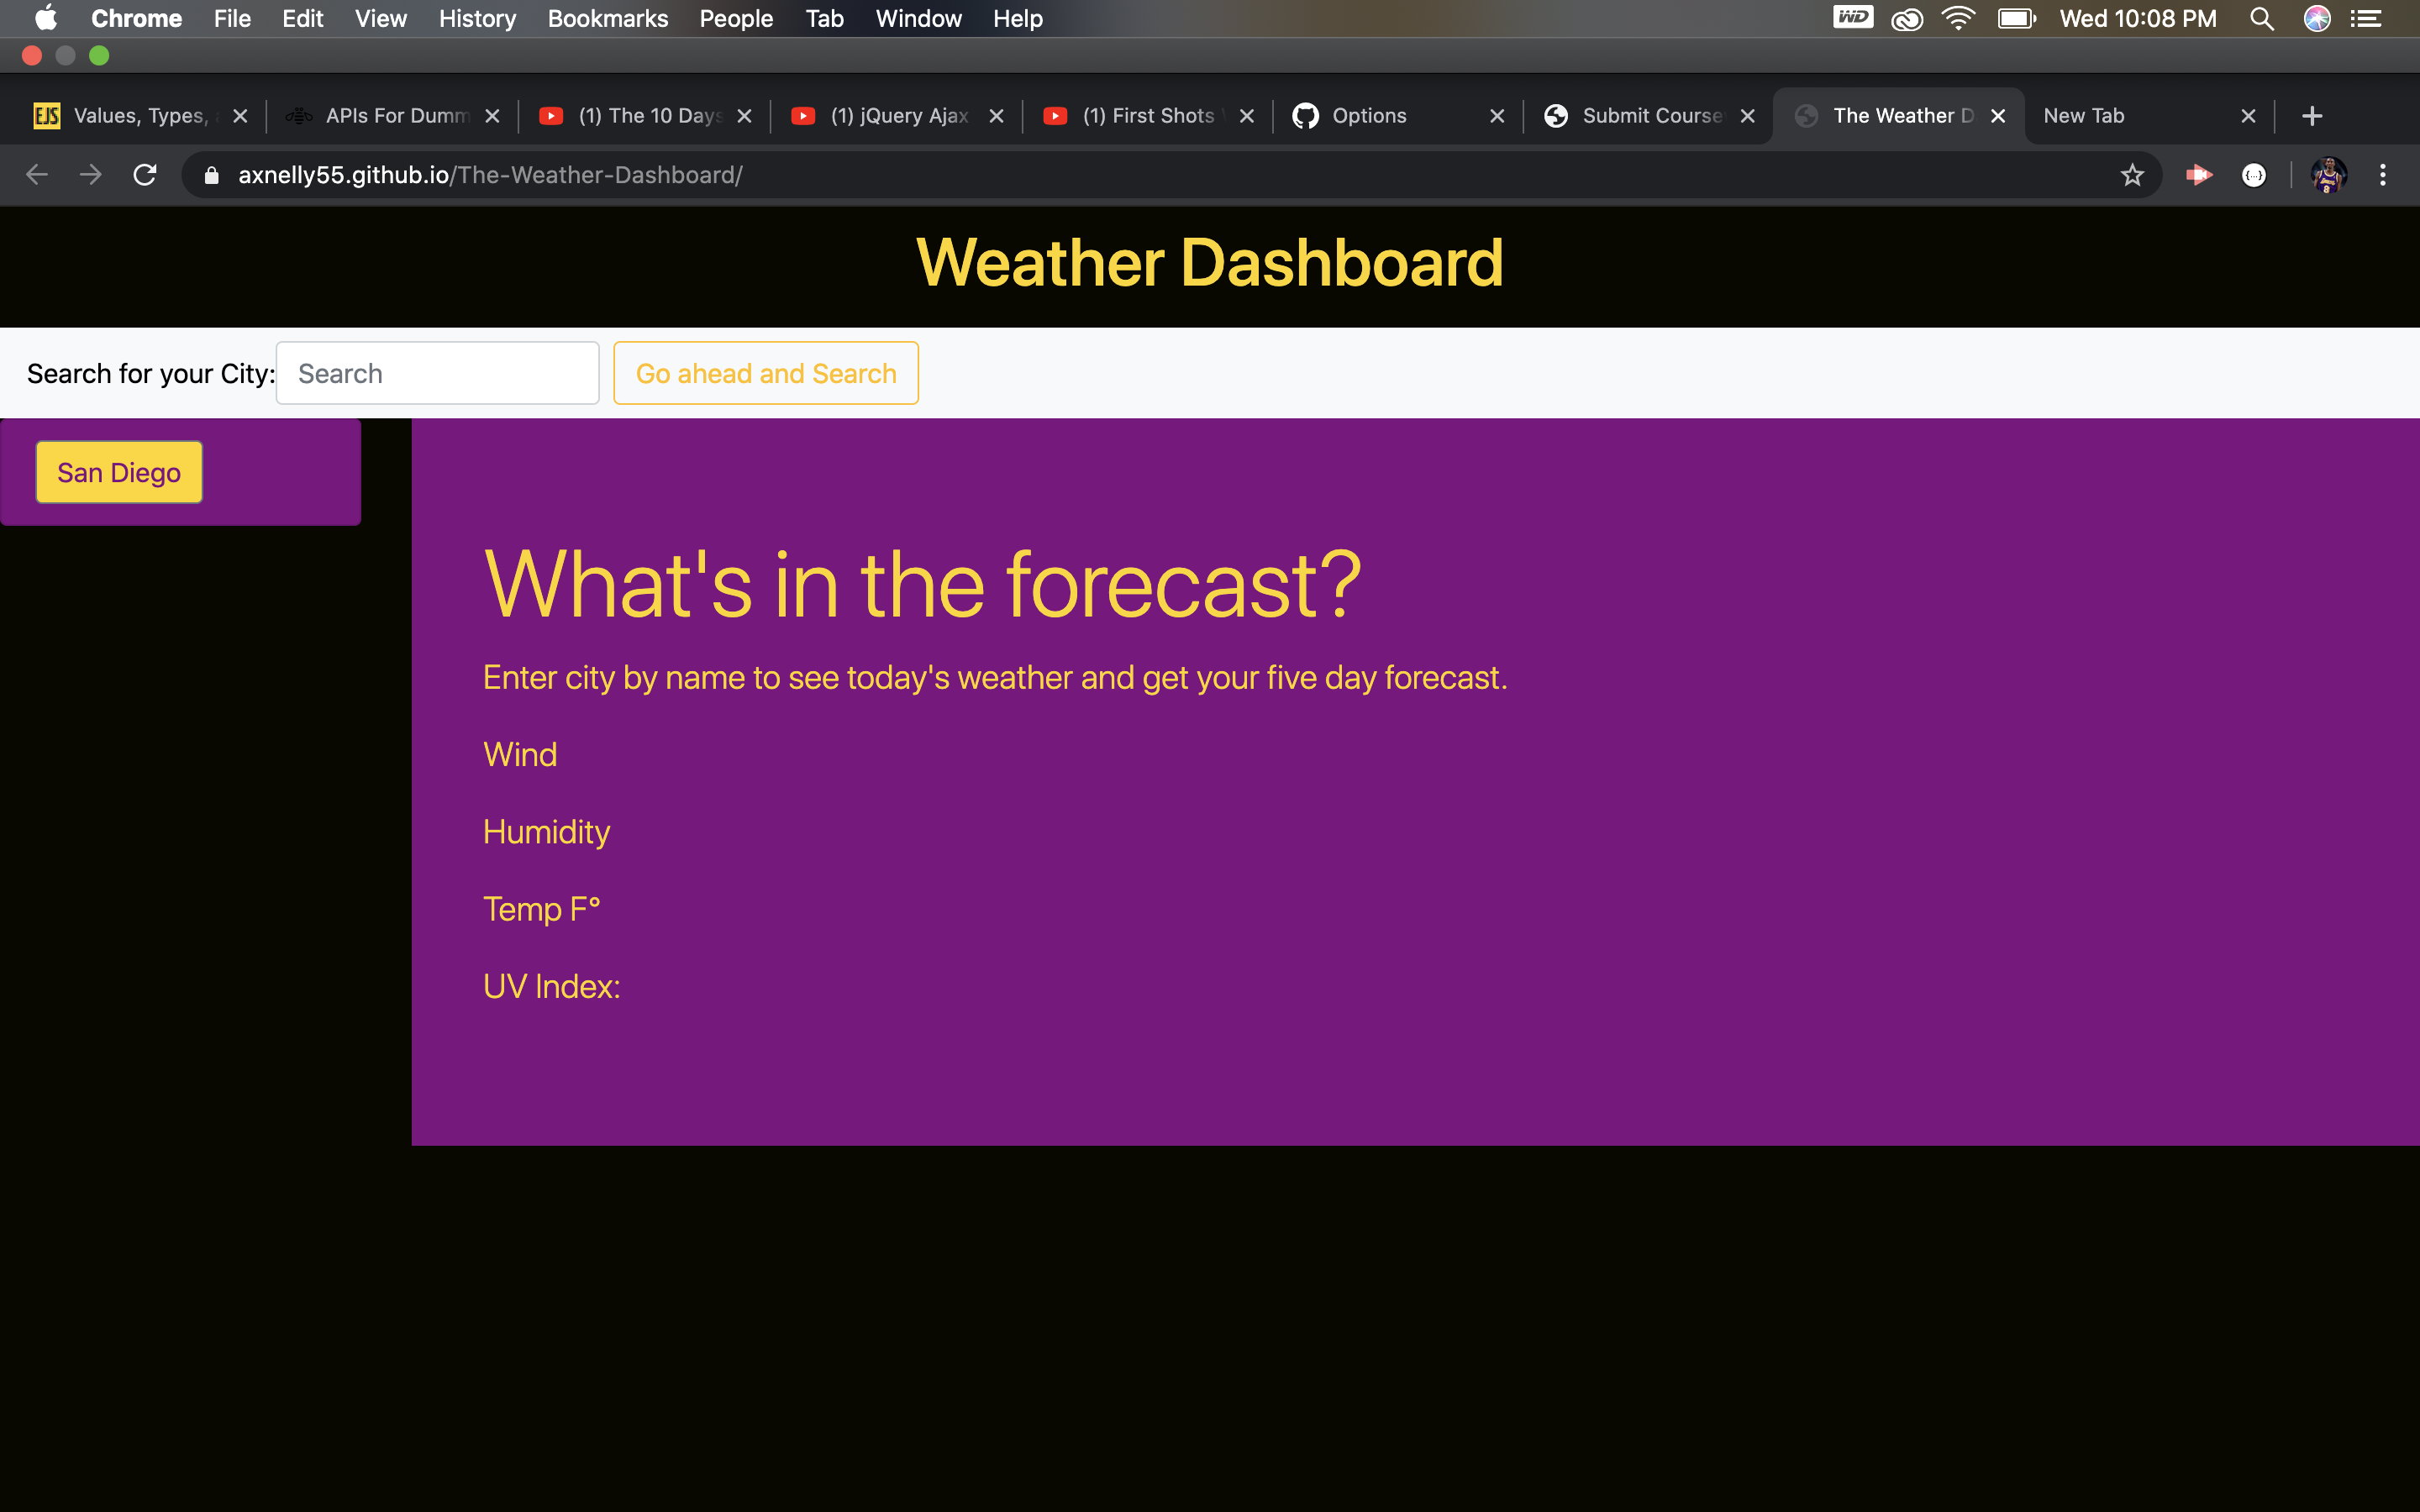 Chrome File Edit View History Bookmarks People Tab Window Help WD Wed 10:08 PM
EJS Values, Types, APIs For Dumm (1) The 10 Days (1) jQuery Ajax (1) First Shots Options Submit Course The Weather D New Tab
axnelly55.github.io/The-Weather-Dashboard/
Weather Dashboard
Search for your City: Search Go ahead and Search
San Diego
What's in the forecast?
Enter city by name to see today's weather and get your five day forecast.
Wind
Humidity
Temp F°
UV Index: